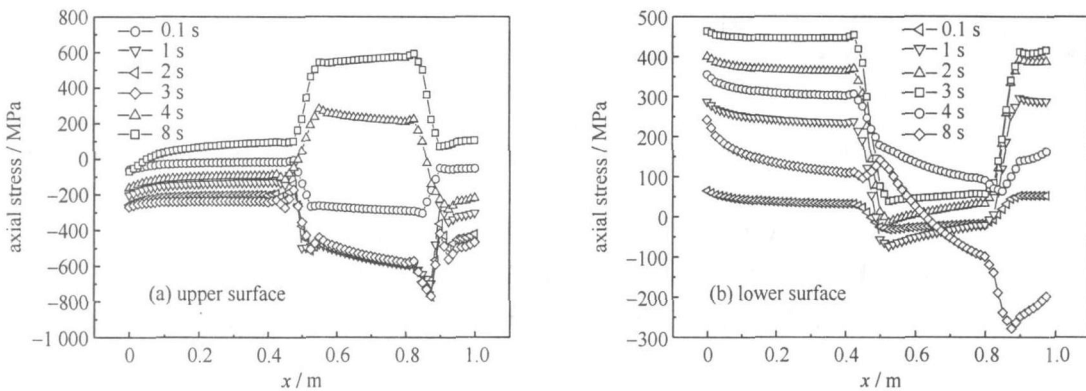 800
600
400
200
0
−200
−400
−600
−800
−1 000
axial stress / MPa
0.1 s
1 s
2 s
3 s
4 s
8 s
(a) upper surface
0
0.2
0.4
0.6
0.8
1.0
x / m
500
400
300
200
100
0
−100
−200
−300
axial stress / MPa
0.1 s
1 s
2 s
3 s
4 s
8 s
(b) lower surface
0
0.2
0.4
0.6
0.8
1.0
x / m